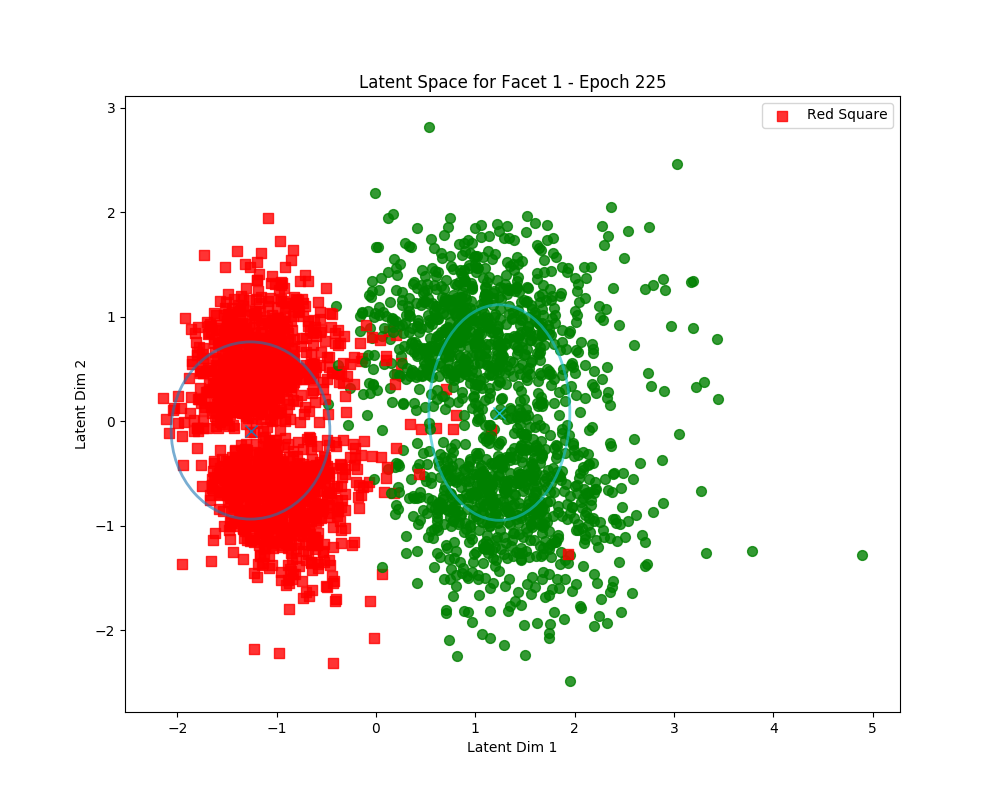 Latent Space for Facet 1 - Epoch 225
Red Square
3
2
1
0
−1
−2
Latent Dim 2
−2 −1 0 1 2 3 4 5
Latent Dim 1